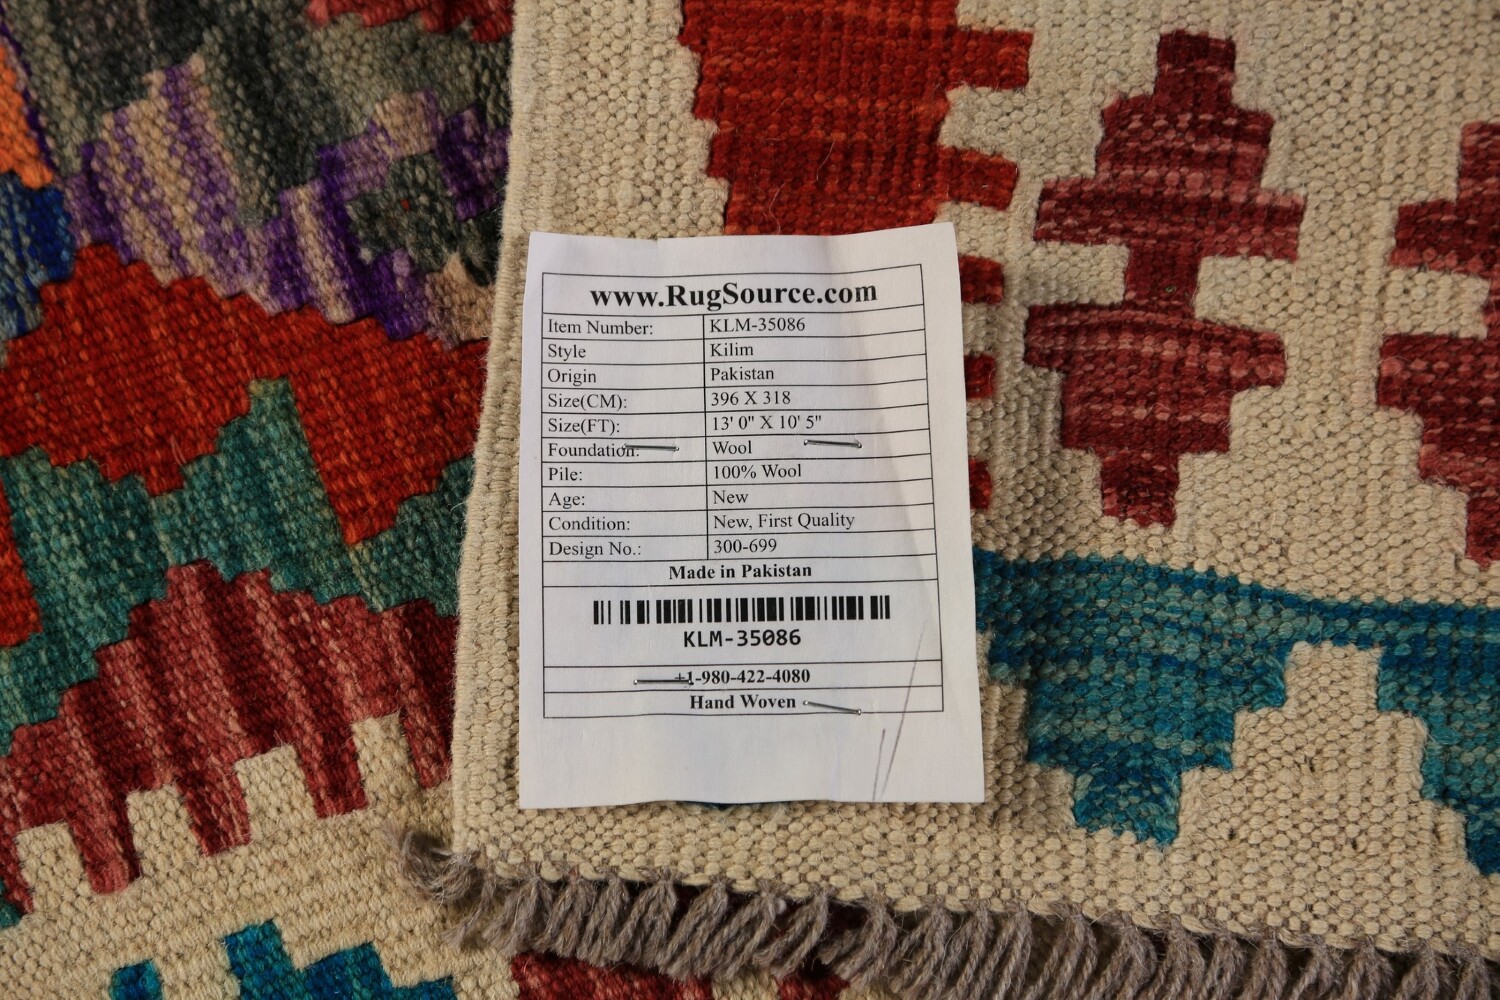 www.RugSource.com
Item Number: KLM-35086
Style Kilim
Origin Pakistan
Size(CM): 396 X 318
Size(FT): 13' 0" X 10' 5"
Foundation: Wool
Pile: 100% Wool
Age: New
Condition: New, First Quality
Design No.: 300-699
Made in Pakistan
KLM-35086
+1-980-422-4080
Hand Woven